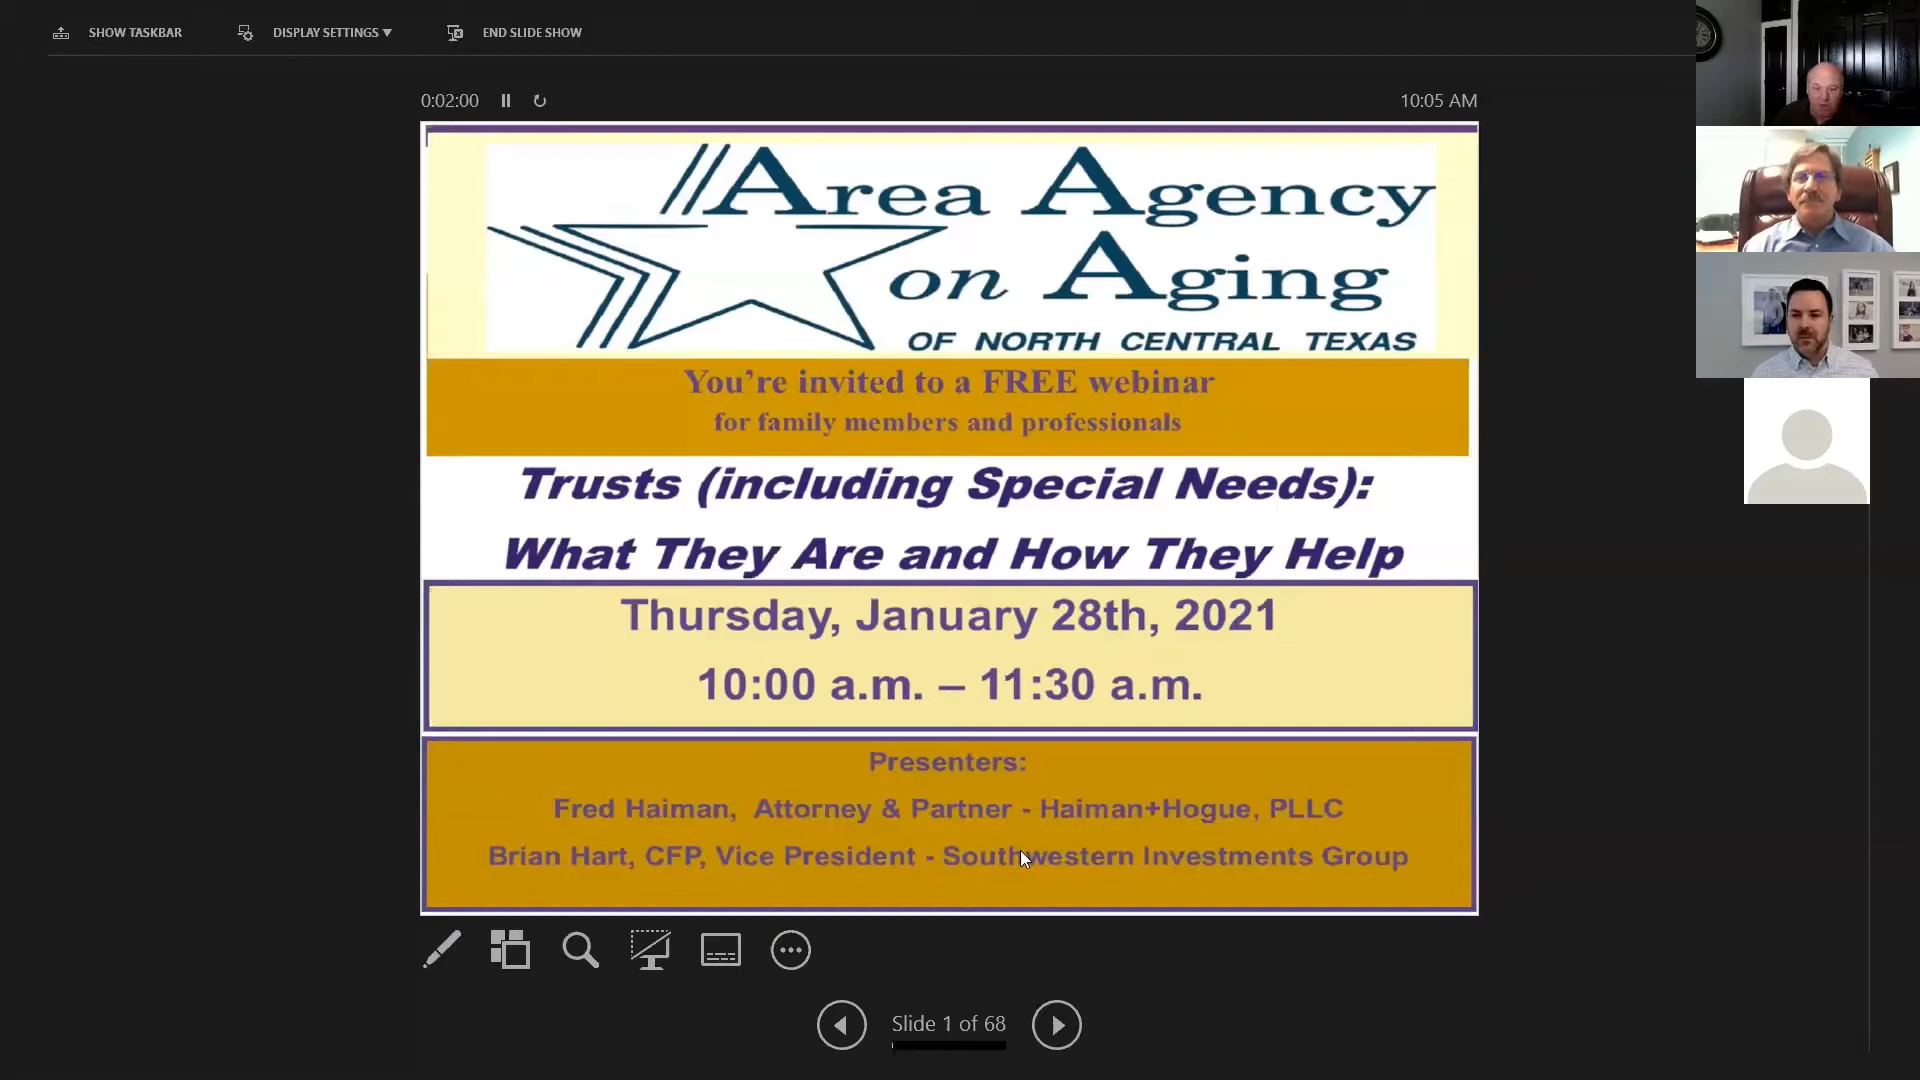 SHOW TASKBAR
DISPLAY SETTINGS ▼
END SLIDE SHOW
0:02:00
10:05 AM
Area Agency
on Aging
OF NORTH CENTRAL TEXAS
You’re invited to a FREE webinar
for family members and professionals
Trusts (including Special Needs):
What They Are and How They Help
Thursday, January 28th, 2021
10:00 a.m. – 11:30 a.m.
Presenters:
Fred Haiman, Attorney & Partner - Haiman+Hogue, PLLC
Brian Hart, CFP, Vice President - Southwestern Investments Group
Slide 1 of 68